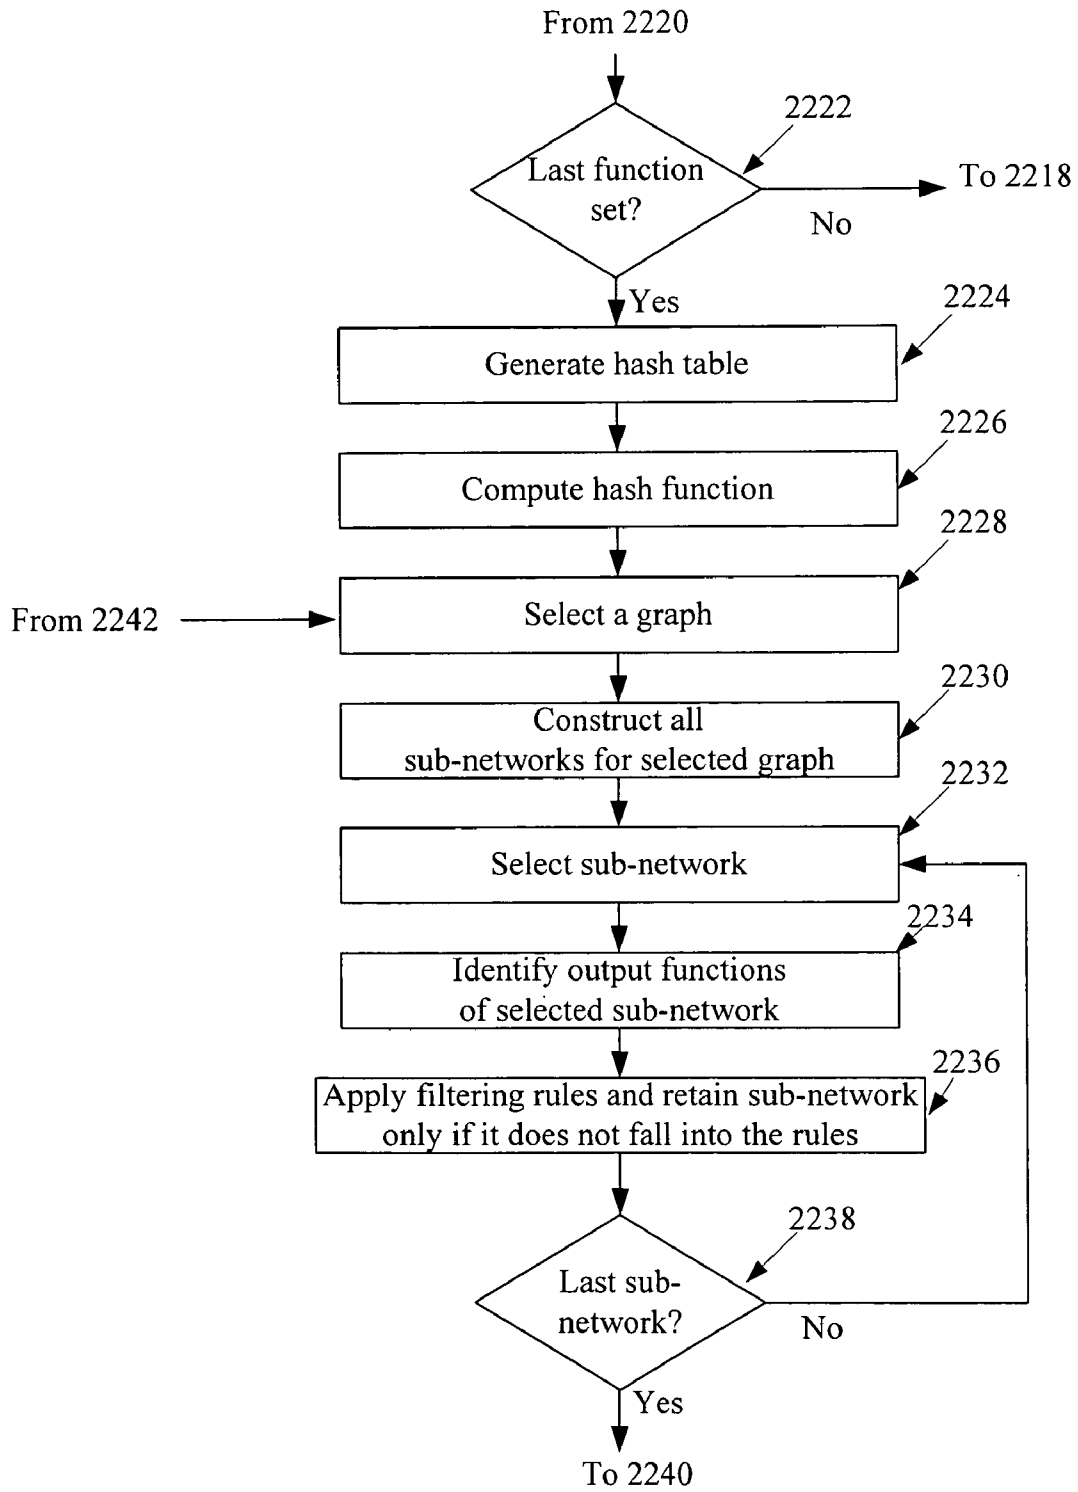 From 2220
2222
Last function
set?
To 2218
No
Yes
2224
Generate hash table
2226
Compute hash function
2228
Select a graph
From 2242
2230
Construct all
sub-networks for selected graph
2232
Select sub-network
2234
Identify output functions
of selected sub-network
2236
Apply filtering rules and retain sub-network
only if it does not fall into the rules
2238
Last sub-
network?
No
Yes
To 2240